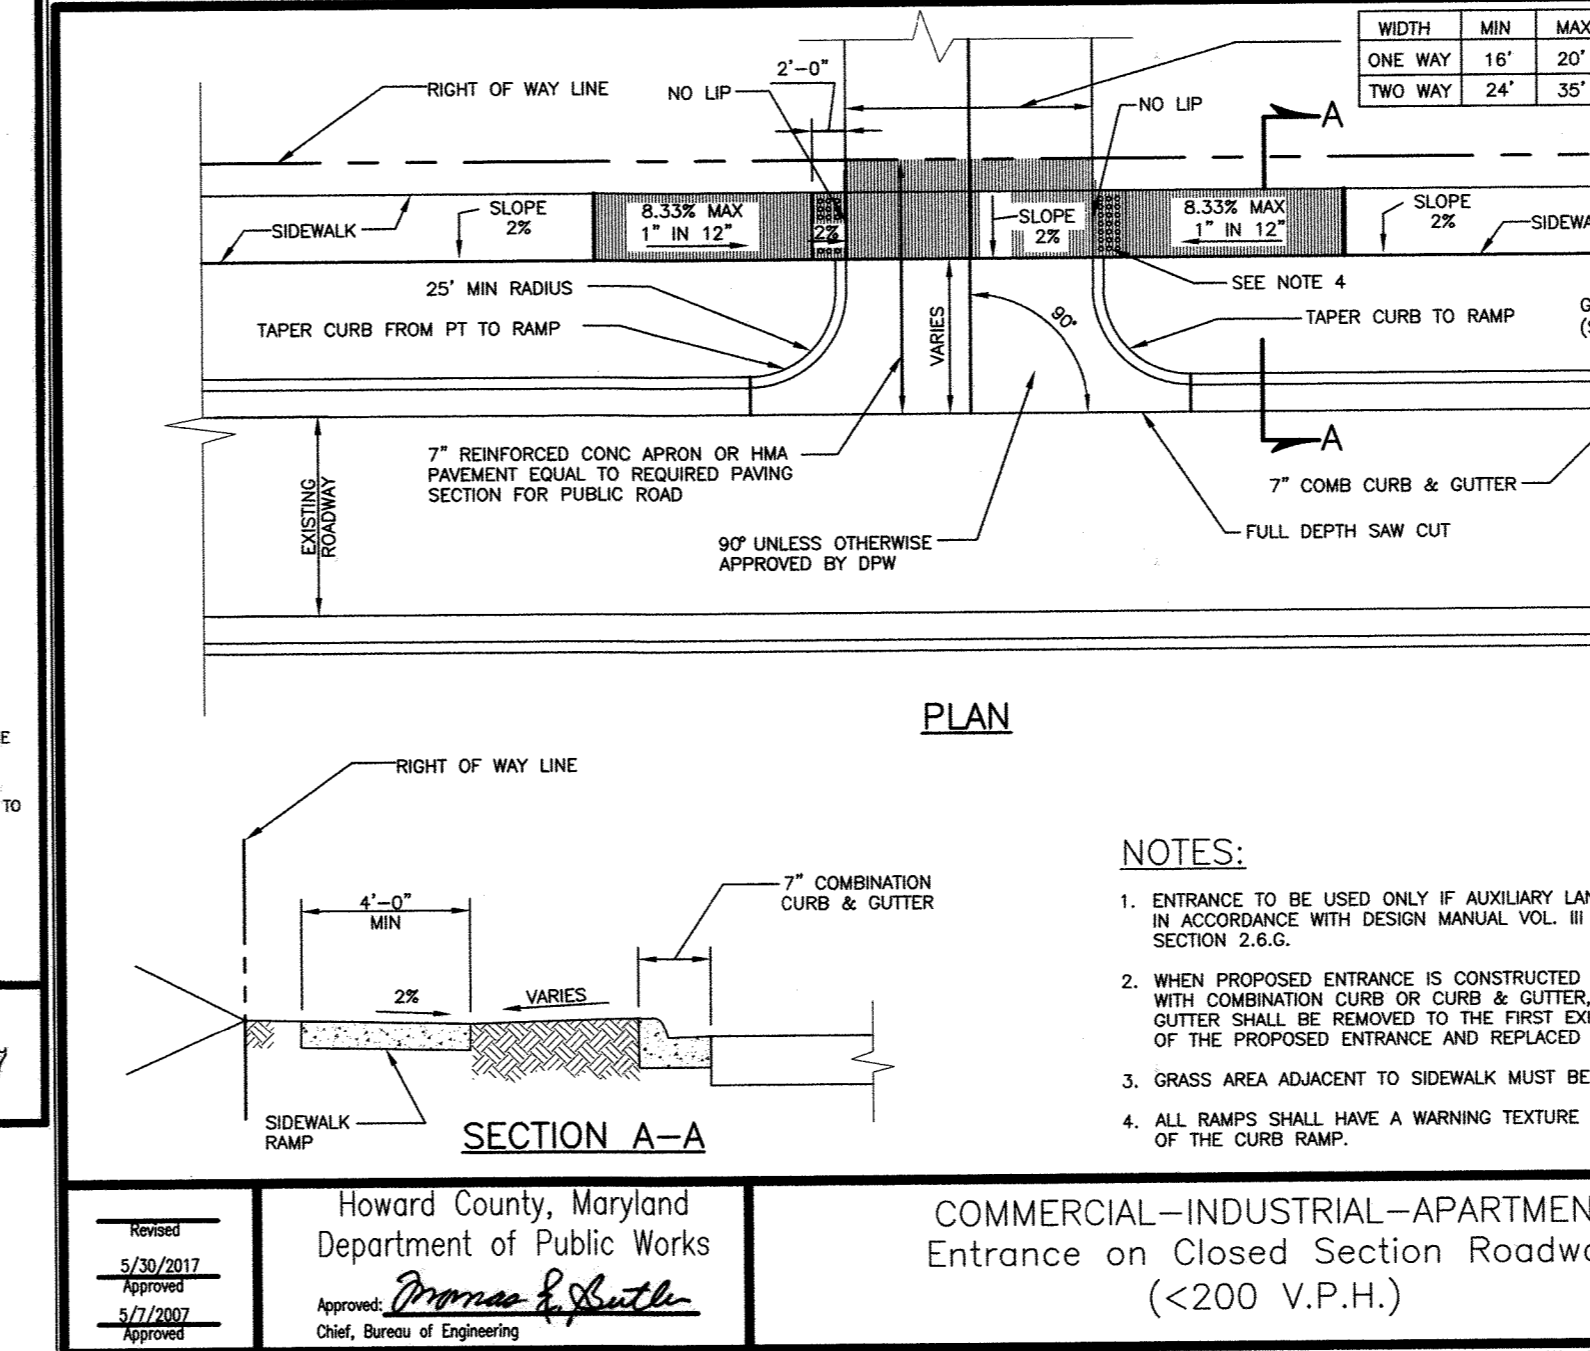 WIDTH MIN MAX
ONE WAY 16' 20'
TWO WAY 24' 35'
RIGHT OF WAY LINE
2'-0"
NO LIP
NO LIP
A
SIDEWALK
SLOPE
2%
8.33% MAX
1" IN 12"
2%
SLOPE
2%
8.33% MAX
1" IN 12"
SLOPE
2%
SEE NOTE 4
25' MIN RADIUS
TAPER CURB FROM PT TO RAMP
VARIES
90°
TAPER CURB TO RAMP
A
7" REINFORCED CONC APRON OR HMA
PAVEMENT EQUAL TO REQUIRED PAVING
SECTION FOR PUBLIC ROAD
EXISTING
ROADWAY
7" COMB CURB & GUTTER
FULL DEPTH SAW CUT
90° UNLESS OTHERWISE
APPROVED BY DPW
PLAN
TO
RIGHT OF WAY LINE
4'-0"
MIN
7" COMBINATION
CURB & GUTTER
2%
VARIES
SIDEWALK
RAMP
SECTION A-A
NOTES:
1. ENTRANCE TO BE USED ONLY IF AUXILIARY
IN ACCORDANCE WITH DESIGN MANUAL VOL. III
SECTION 2.6.G.
2. WHEN PROPOSED ENTRANCE IS CONSTRUCTED
WITH COMBINATION CURB OR CURB & GUTTER,
GUTTER SHALL BE REMOVED TO THE FIRST
OF THE PROPOSED ENTRANCE AND REPLACED
3. GRASS AREA ADJACENT TO SIDEWALK MUST BE
4. ALL RAMPS SHALL HAVE A WARNING TEXTURE
OF THE CURB RAMP.
Revised
5/30/2017
Approved
5/7/2007
Approved
Howard County, Maryland
Department of Public Works
Approved: Thomas E. Butler
Chief, Bureau of Engineering
COMMERCIAL-INDUSTRIAL-APARTMEN
Entrance on Closed Section Roadwa
(<200 V.P.H.)